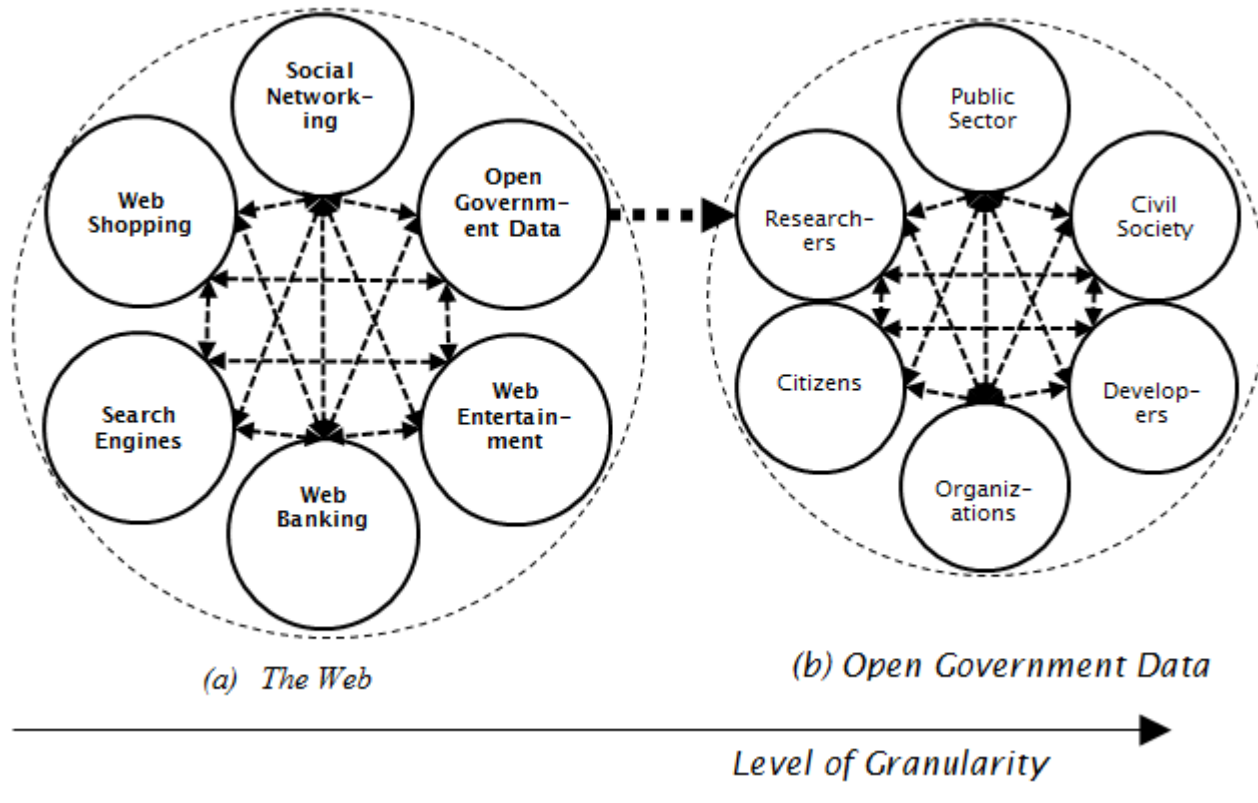 Social
Network-
ing
Web
Shopping
Open
Governm-
ent Data
Search
Engines
Web
Entertain-
ment
Web
Banking
(a) The Web
Public
Sector
Research-
ers
Civil
Society
Citizens
Develop-
ers
Organiz-
ations
(b) Open Government Data
Level of Granularity